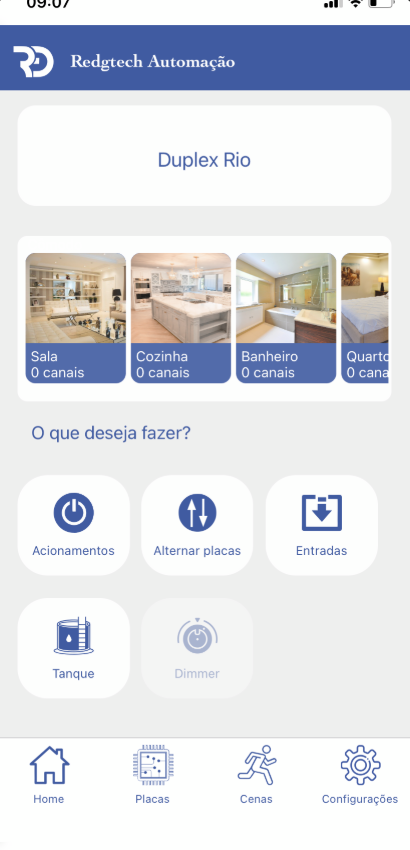 09:07
RD
Redgtech Automação
Duplex Rio
Sala
0 canais
Cozinha
0 canais
Banheiro
0 canais
Quarto
0 cana
O que deseja fazer?
Acionamentos
Alternar placas
Entradas
Tanque
Dimmer
Home
Placas
Cenas
Configurações